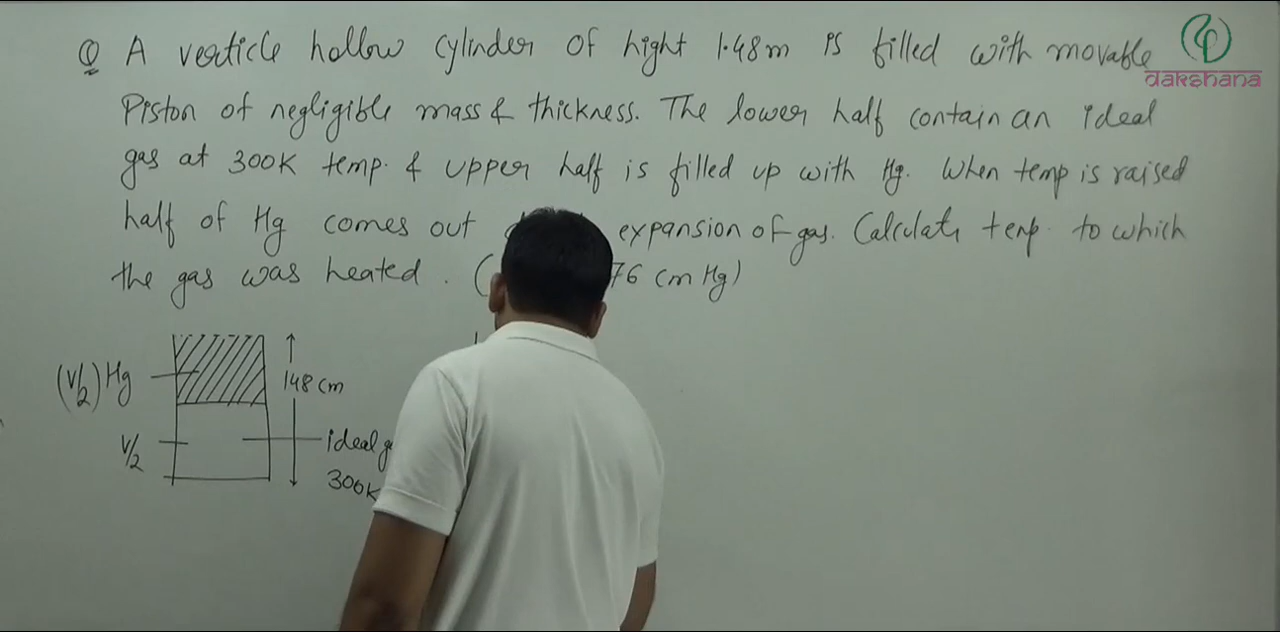 Q A verticle hollow cylinder of hight 1.48m is filled with movable
dakshana
Piston of negligible mass & thickness. The lower half contain an ideal
gas at 300K temp. & upper half is filled up with Hg. When temp is raised
half of Hg comes out expansion of gas. Calculate temp. to which
the gas was heated. ( 76 cm Hg)
(V/2) Hg
148 cm
V/2
ideal
300K